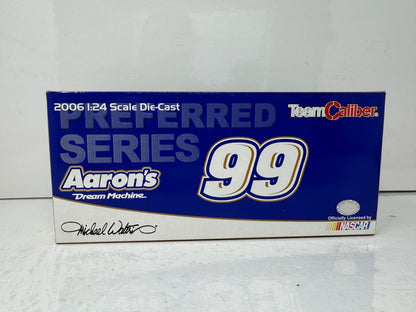 2006 1:24 Scale Die-Cast
Team Caliber®
PREFERRED
SERIES
99
Aaron's
"Dream Machine"
Michael Waltrip
Officially Licensed by
NASCAR